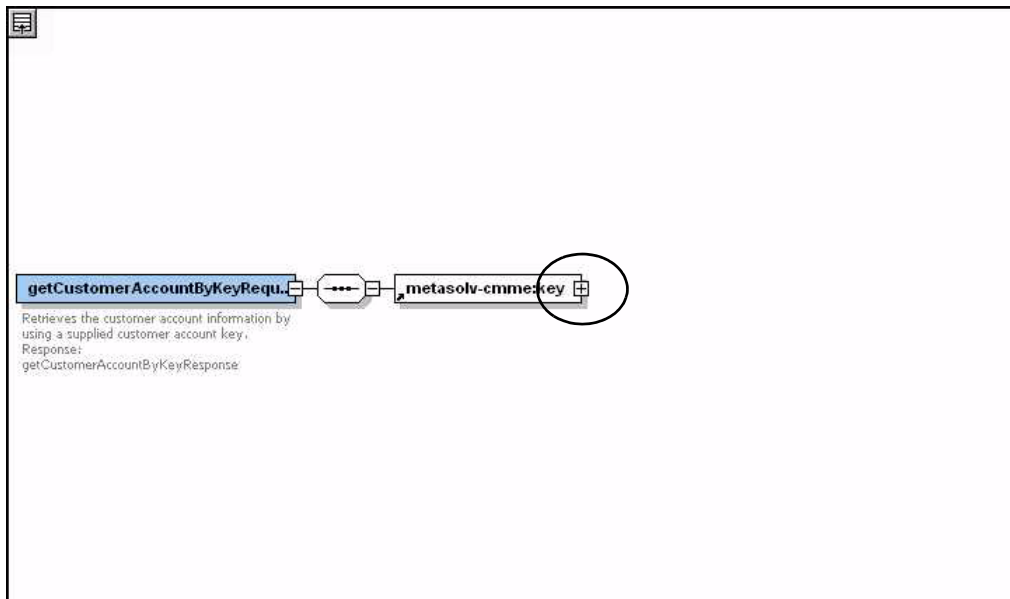 getCustomerAccountByKeyRequ..
metasolv-cmme:key
Retrieves the customer account information by
using a supplied customer account key.
Response:
getCustomerAccountByKeyResponse